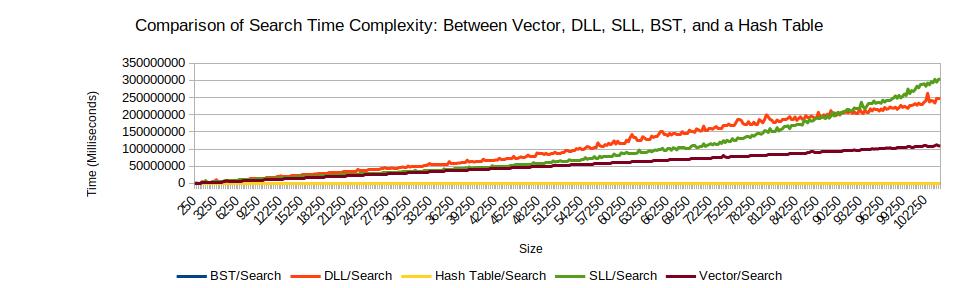 Comparison of Search Time Complexity: Between Vector, DLL, SLL, BST, and a Hash Table
Time (Milliseconds)
350000000
300000000
250000000
200000000
150000000
100000000
50000000
0
250 3250 6250 9250 12250 15250 18250 21250 24250 27250 30250 33250 36250 39250 42250 45250 48250 51250 54250 57250 60250 63250 66250 69250 72250 75250 78250 81250 84250 87250 90250 93250 96250 99250 102250
Size
BST/Search DLL/Search Hash Table/Search SLL/Search Vector/Search